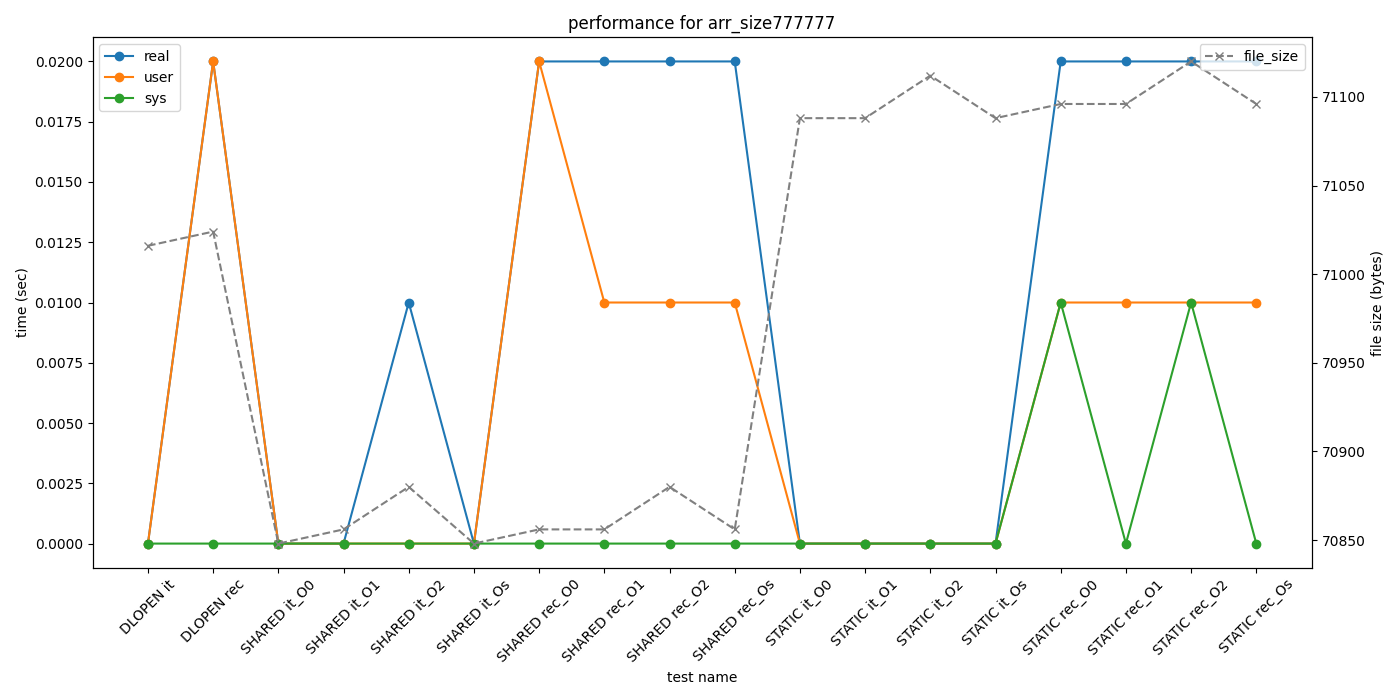 performance for arr_size777777
real
user
sys
file_size
0.0200
0.0175
0.0150
0.0125
0.0100
0.0075
0.0050
0.0025
0.0000
time (sec)
71100
71050
71000
70950
70900
70850
file size (bytes)
DLOPEN it
DLOPEN rec
SHARED it_O0
SHARED it_O1
SHARED it_O2
SHARED it_Os
SHARED rec_O0
SHARED rec_O1
SHARED rec_O2
SHARED rec_Os
STATIC it_O0
STATIC it_O1
STATIC it_O2
STATIC it_Os
STATIC rec_O0
STATIC rec_O1
STATIC rec_O2
STATIC rec_Os
test name